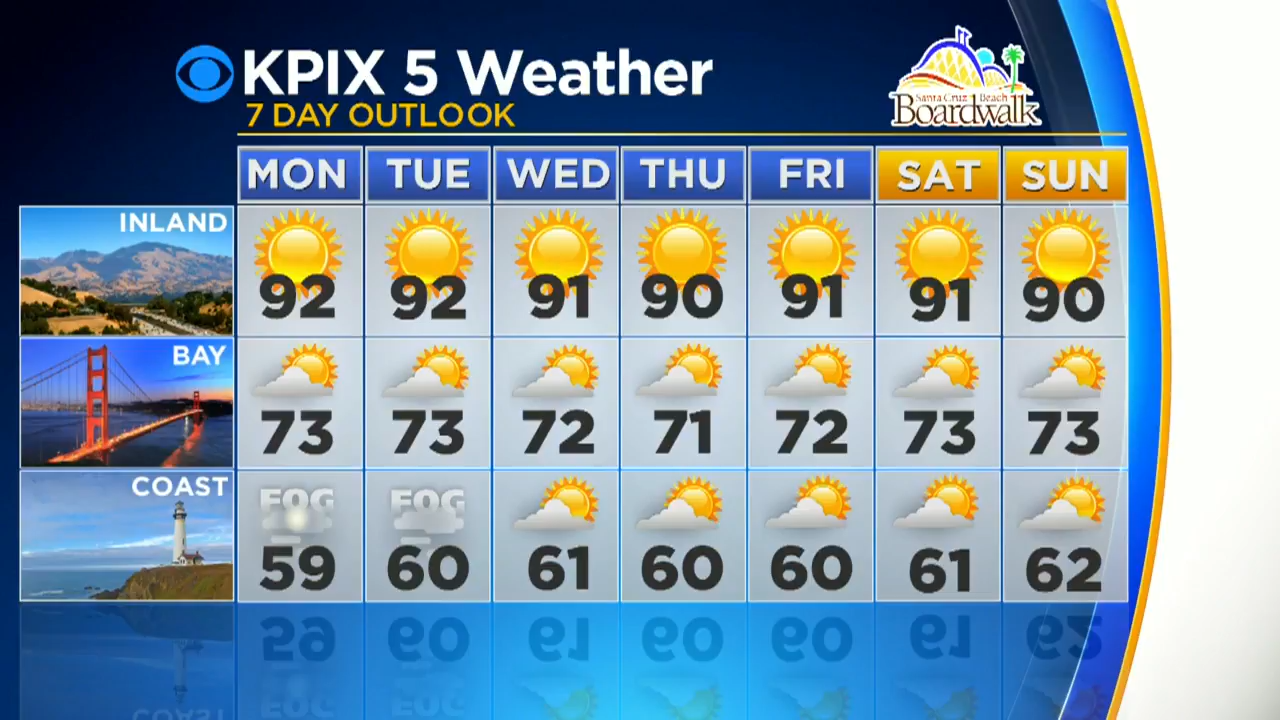 KPIX 5 Weather
7 DAY OUTLOOK
Santa Cruz Beach
Boardwalk
MON TUE WED THU FRI SAT SUN
INLAND
92 92 91 90 91 91 90
BAY
73 73 72 71 72 73 73
COAST
FOG FOG
59 60 61 60 60 61 62